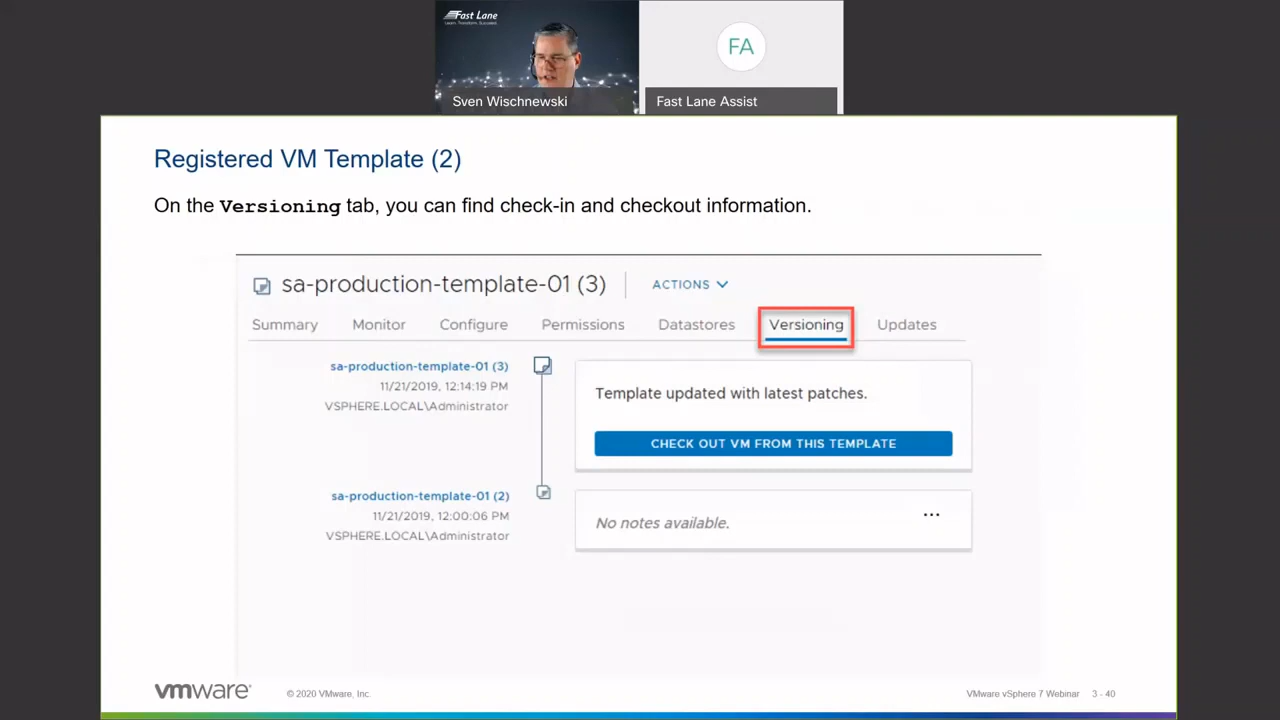 Fast Lane
Sven Wischnewski
FA
Fast Lane Assist
Registered VM Template (2)
On the Versioning tab, you can find check-in and checkout information.
sa-production-template-01 (3)
ACTIONS
Summary Monitor Configure Permissions Datastores Versioning Updates
sa-production-template-01 (3)
11/21/2019, 12:14:19 PM
VSPHERE.LOCAL\Administrator
Template updated with latest patches.
CHECK OUT VM FROM THIS TEMPLATE
sa-production-template-01 (2)
11/21/2019, 12:00:06 PM
VSPHERE.LOCAL\Administrator
No notes available.
...
vmware
© 2020 VMware, Inc.
VMware vSphere 7 Webinar 3 - 40